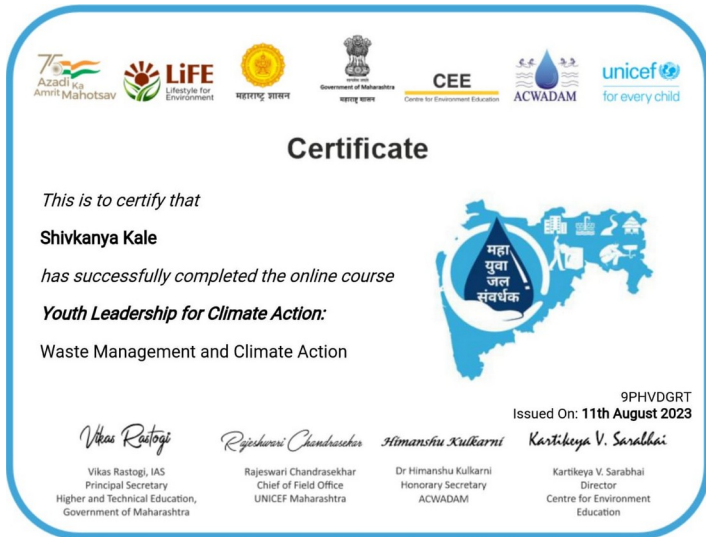 75
Azadi Ka
Amrit Mahotsav
LiFE
Lifestyle for
Environment
महाराष्ट्र शासन
Government of Maharashtra
महाराष्ट्र शासन
CEE
Centre for Environment Education
ACWADAM
unicef
for every child
Certificate
This is to certify that
Shivkanya Kale
has successfully completed the online course
Youth Leadership for Climate Action:
Waste Management and Climate Action
महा
युवा
जल
संवर्धक
9PHVDGRT
Issued On: 11th August 2023
Vikas Rastogi
Rajeshwari Chandrasekar
Himanshu Kulkarni
Kartikeya V. Sarabhai
Vikas Rastogi, IAS
Principal Secretary
Higher and Technical Education,
Government of Maharashtra
Rajeswari Chandrasekhar
Chief of Field Office
UNICEF Maharashtra
Dr Himanshu Kulkarni
Honorary Secretary
ACWADAM
Kartikeya V. Sarabhai
Director
Centre for Environment
Education